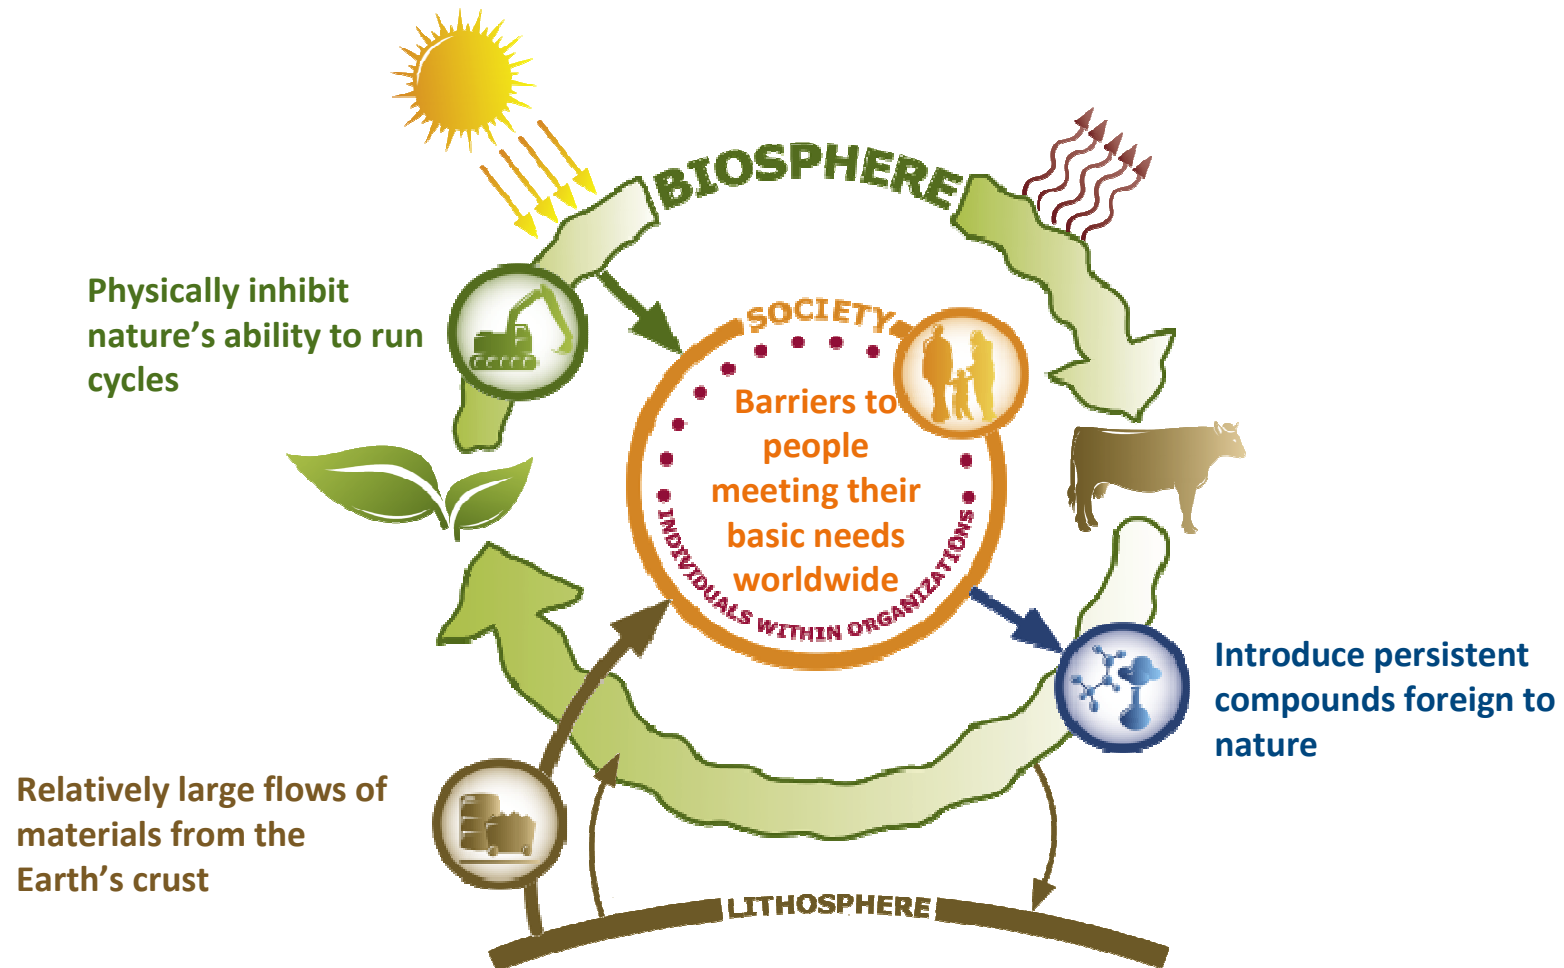 BIOSPHERE
Physically inhibit
nature’s ability to run
cycles
SOCIETY
Barriers to
people
meeting their
basic needs
worldwide
INDIVIDUALS WITHIN ORGANIZATIONS
Introduce persistent
compounds foreign to
nature
Relatively large flows of
materials from the
Earth’s crust
LITHOSPHERE